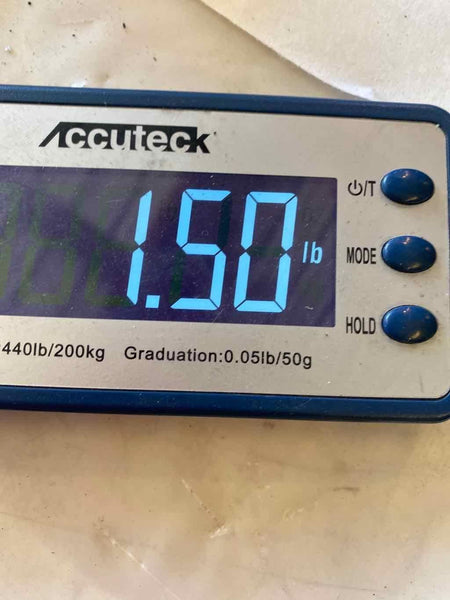 Accuteck
1.50 lb
⏻/T
MODE
HOLD
440lb/200kg Graduation:0.05lb/50g